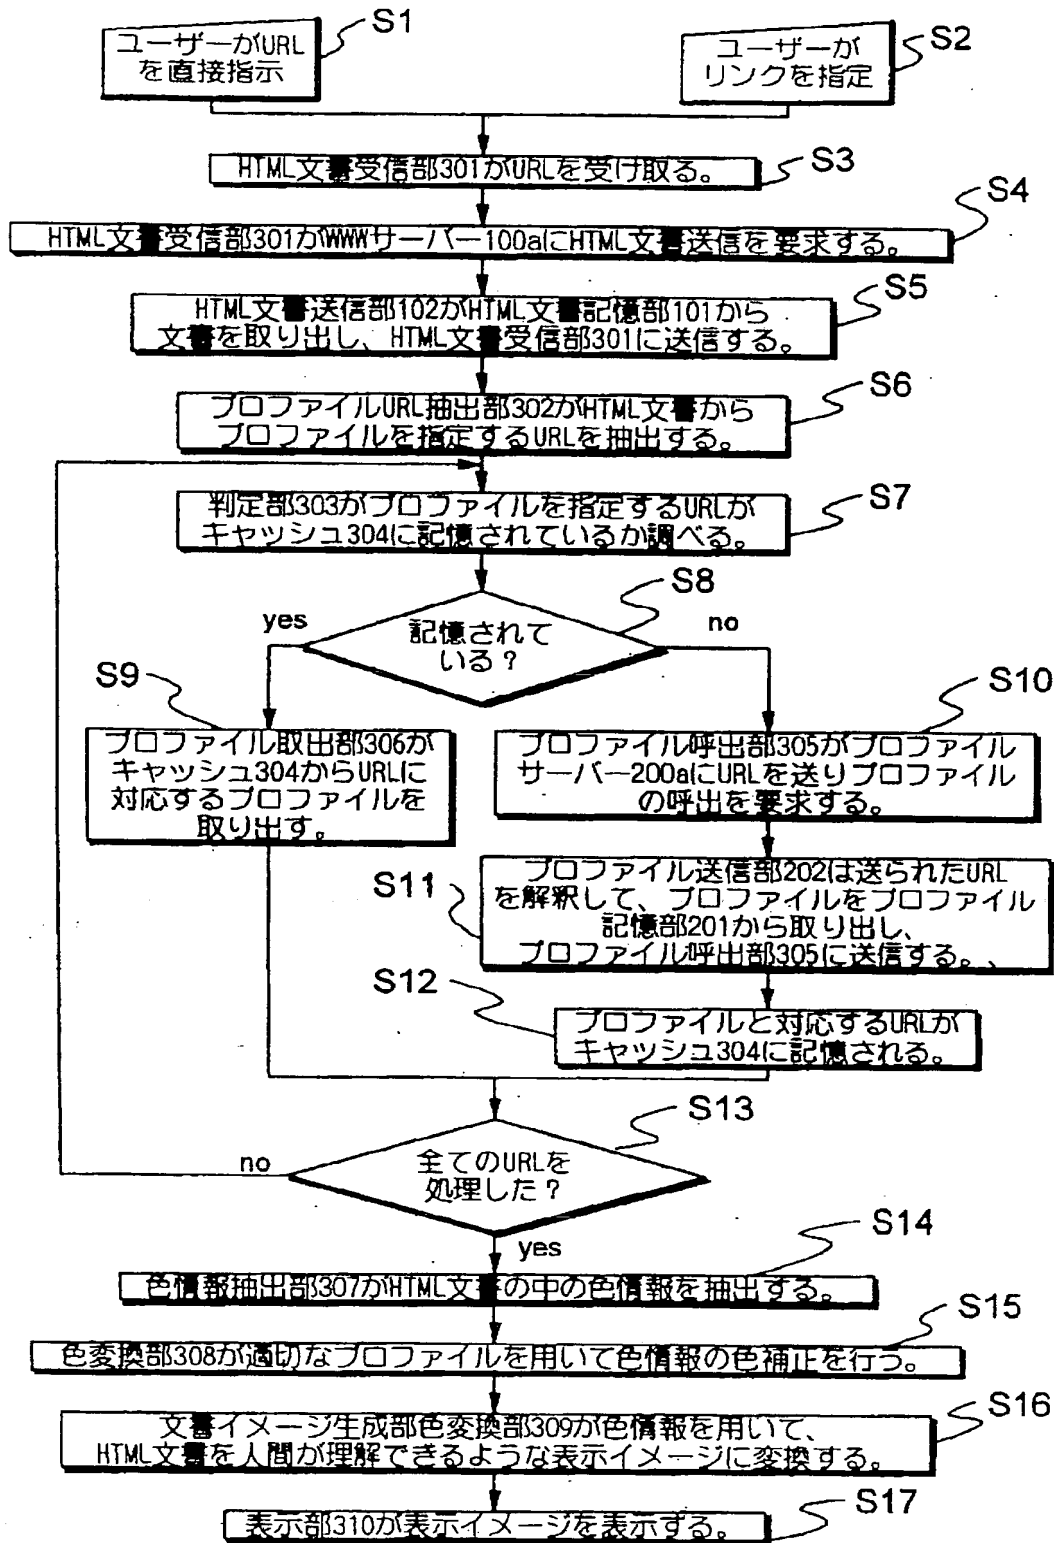 S1
ユーザーがURL
を直接指示
S2
ユーザーが
リンクを指定
S3
HTML文書受信部301がURLを受け取る。
S4
HTML文書受信部301がWWWサーバー100aにHTML文書送信を要求する。
S5
HTML文書送信部102がHTML文書記憶部101から
文書を取り出し、HTML文書受信部301に送信する。
S6
プロファイルURL抽出部302がHTML文書から
プロファイルを指定するURLを抽出する。
S7
判定部303がプロファイルを指定するURLが
キャッシュ304に記憶されているか調べる。
S8
記憶されて
いる?
yes
no
S9
プロファイル取出部306が
キャッシュ304からURLに
対応するプロファイルを
取り出す。
S10
プロファイル呼出部305がプロファイル
サーバー200aにURLを送りプロファイル
の呼出を要求する。
S11
プロファイル送信部202は送られたURL
を解釈して、プロファイルをプロファイル
記憶部201から取り出し、
プロファイル呼出部305に送信する。、
S12
プロファイルと対応するURLが
キャッシュ304に記憶される。
S13
全てのURLを
処理した?
no
yes
S14
色情報抽出部307がHTML文書の中の色情報を抽出する。
S15
色変換部308が適切なプロファイルを用いて色情報の色補正を行う。
S16
文書イメージ生成部色変換部309が色情報を用いて、
HTML文書を人間が理解できるような表示イメージに変換する。
S17
表示部310が表示イメージを表示する。